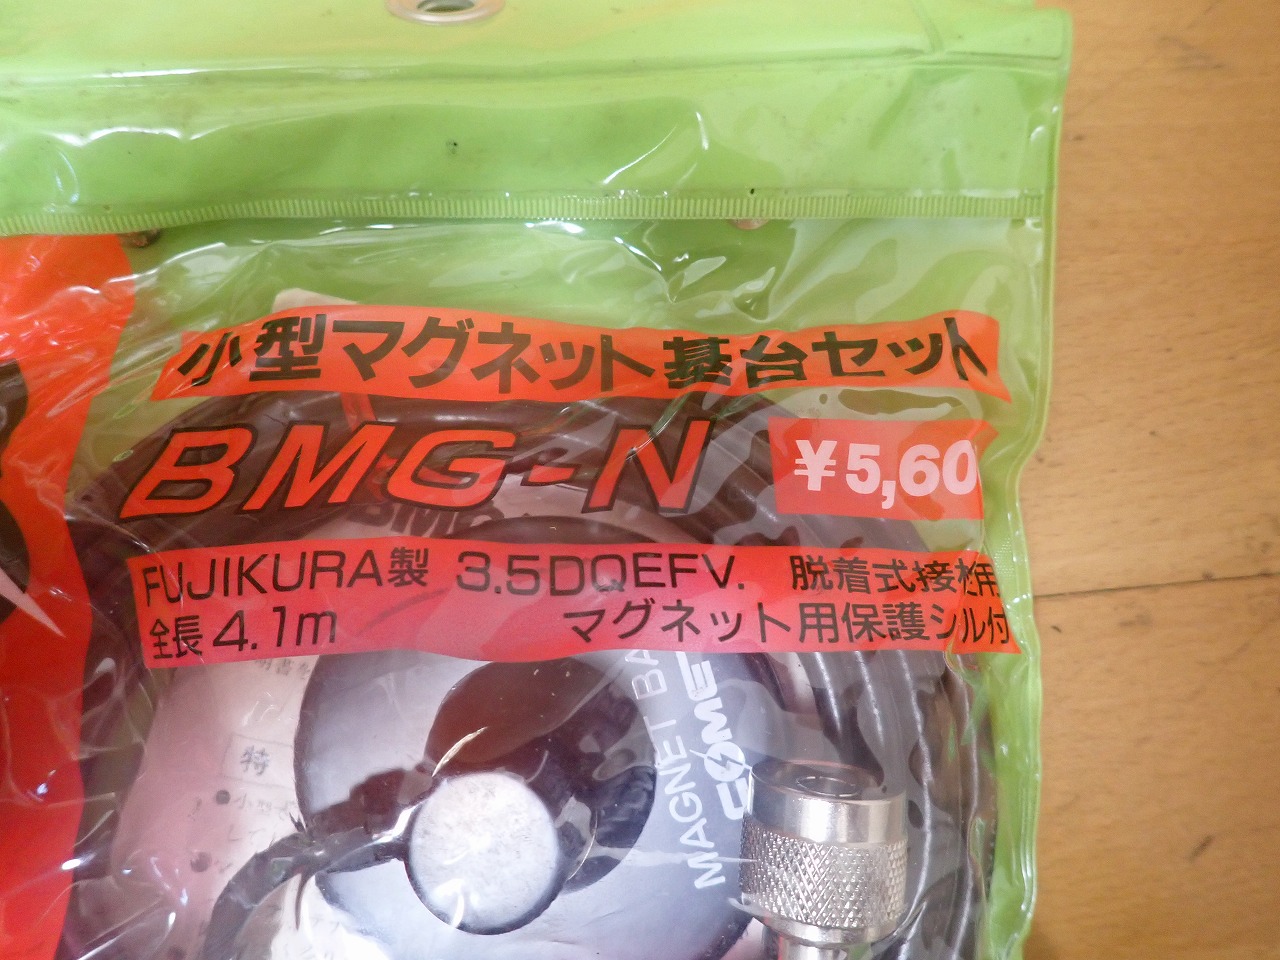 小型マグネット基台セット
BMG-N
¥5,60
FUJIKURA製 3.5DQEFV. 脱着式接栓用
全長4.1m マグネット用保護シル付
MAGNET BA
COMET
特